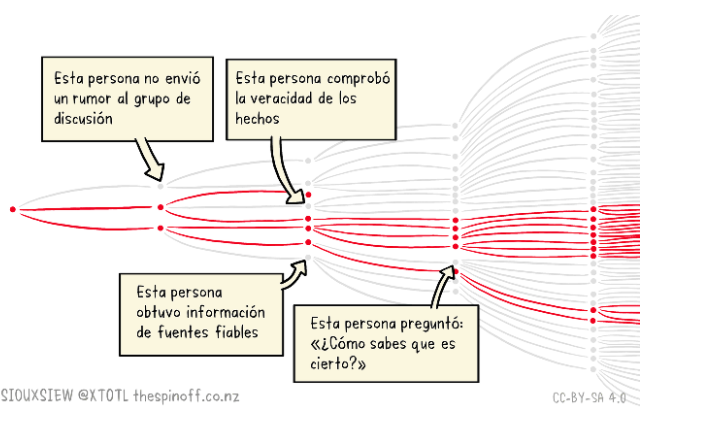 Esta persona no envió
un rumor al grupo de
discusión
Esta persona comprobó
la veracidad de los
hechos
Esta persona
obtuvo información
de fuentes fiables
Esta persona preguntó:
«¿Cómo sabes que es
cierto?»
SIOUXSIEW @XTOTL thespinoff.co.nz
CC-BY-SA 4.0